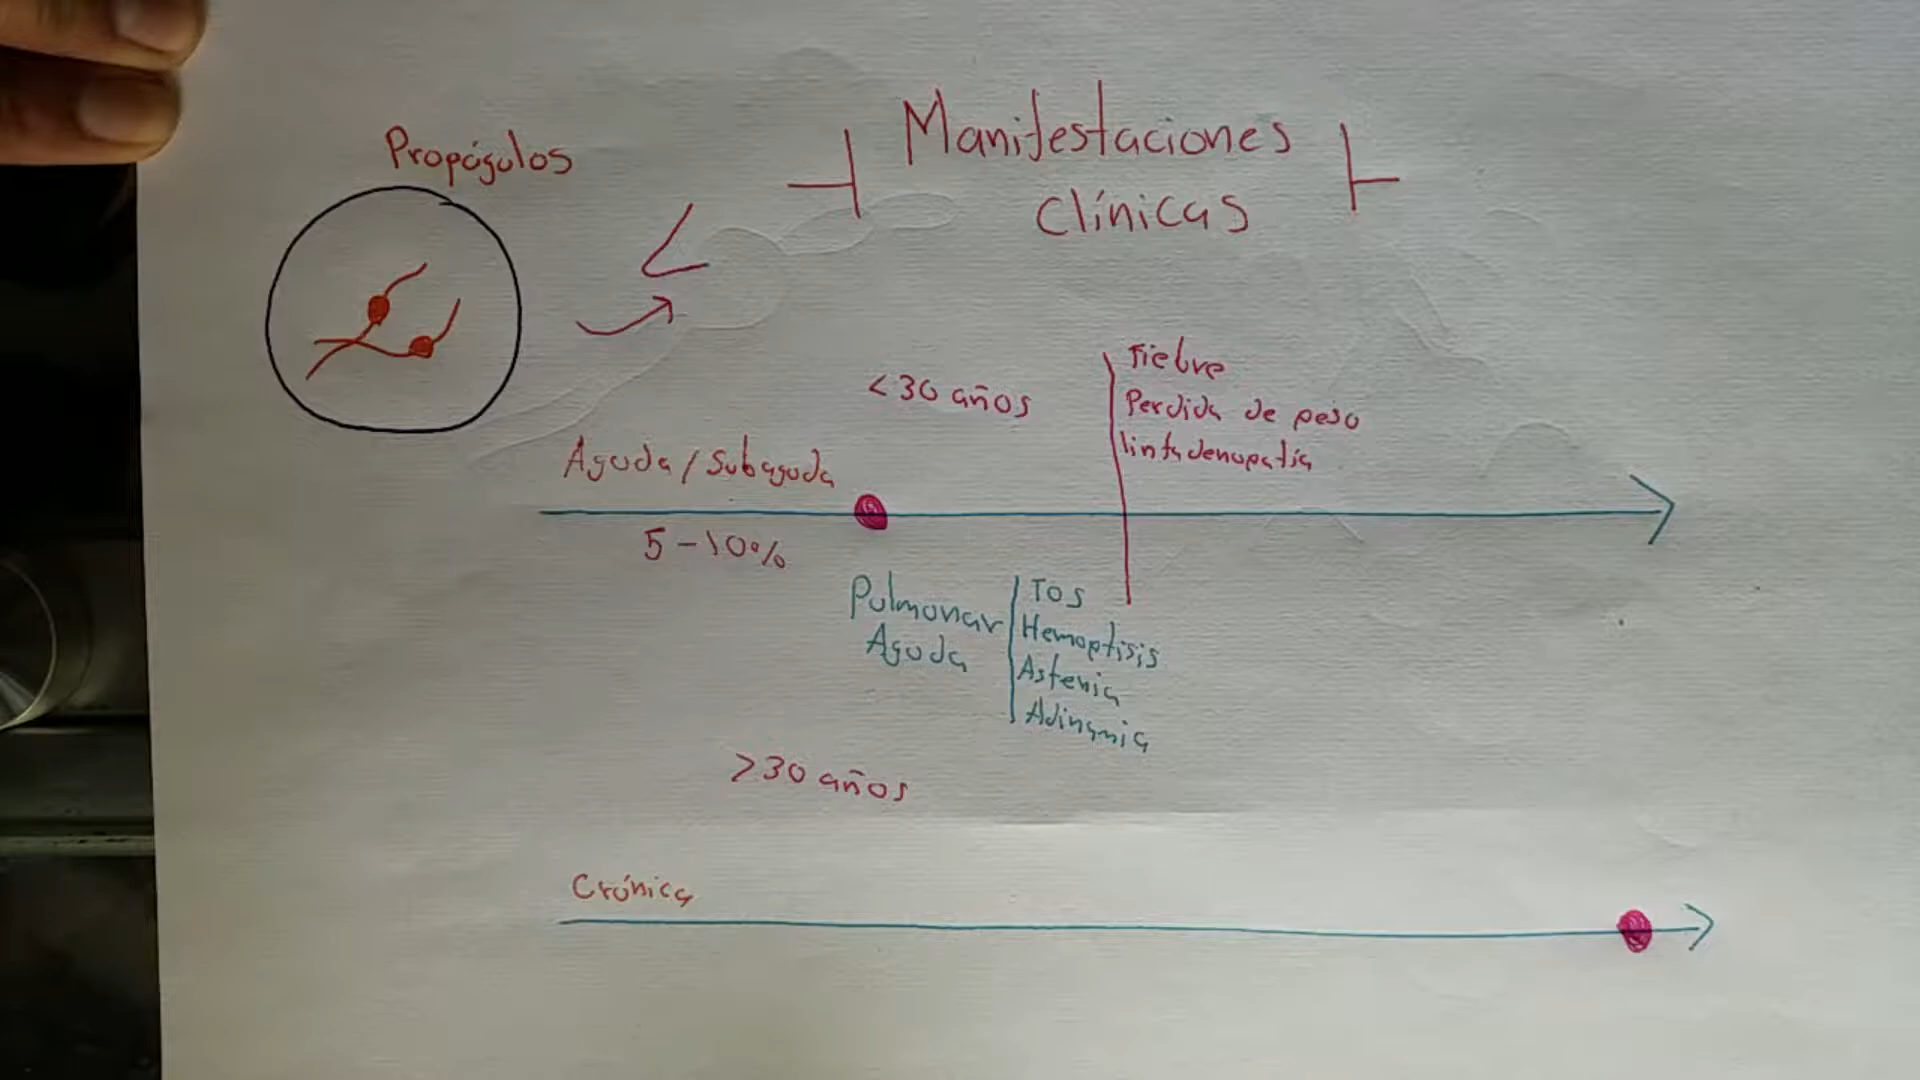 Propágulos
Manifestaciones
Clínicas
<30 años
Fiebre
Perdida de peso
linfadenopatía
Aguda / Subaguda
5-10%
Pulmonar
Aguda
Tos
Hemoptisis
Astenia
Adinamia
>30 años
Crónica